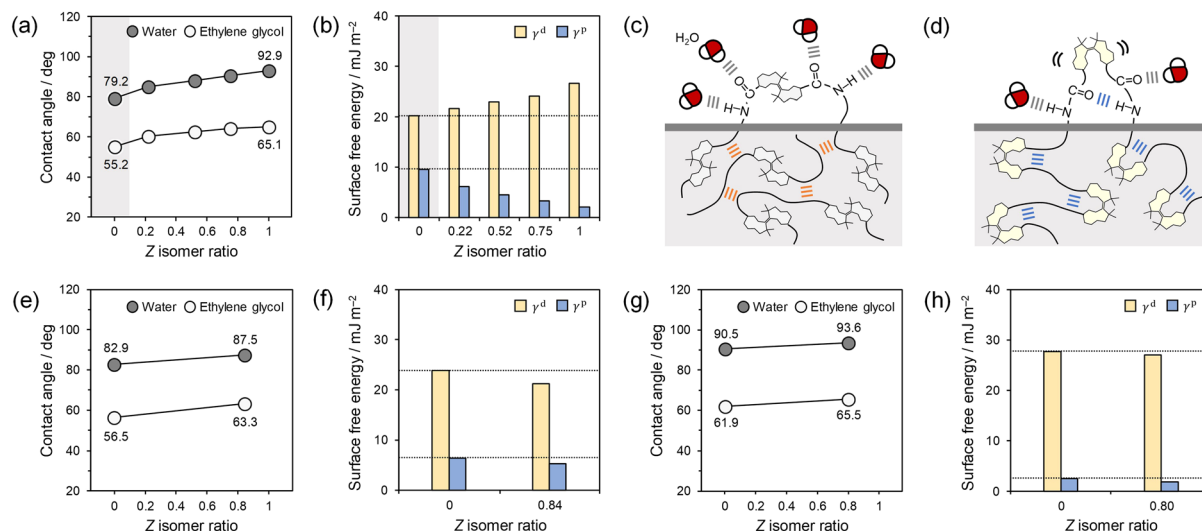 (a)
Contact angle / deg
120
100
80
60
40
20
Water Ethylene glycol
79.2
92.9
55.2
65.1
0 0.2 0.4 0.6 0.8 1
Z isomer ratio
(b)
Surface free energy / mJ m⁻²
40
30
20
10
0
γᵈ γᵖ
0 0.22 0.52 0.75 1
Z isomer ratio
(c)
H₂O
O
C
H-N
O
C
N-H
(d)
C=O
C=O
H-N
H-N
(e)
Contact angle / deg
120
100
80
60
40
20
Water Ethylene glycol
82.9
87.5
56.5
63.3
0 0.2 0.4 0.6 0.8 1
Z isomer ratio
(f)
Surface free energy / mJ m⁻²
40
30
20
10
0
γᵈ γᵖ
0 0.84
Z isomer ratio
(g)
Contact angle / deg
120
100
80
60
40
20
Water Ethylene glycol
90.5
93.6
61.9
65.5
0 0.2 0.4 0.6 0.8 1
Z isomer ratio
(h)
Surface free energy / mJ m⁻²
40
30
20
10
0
γᵈ γᵖ
0 0.80
Z isomer ratio